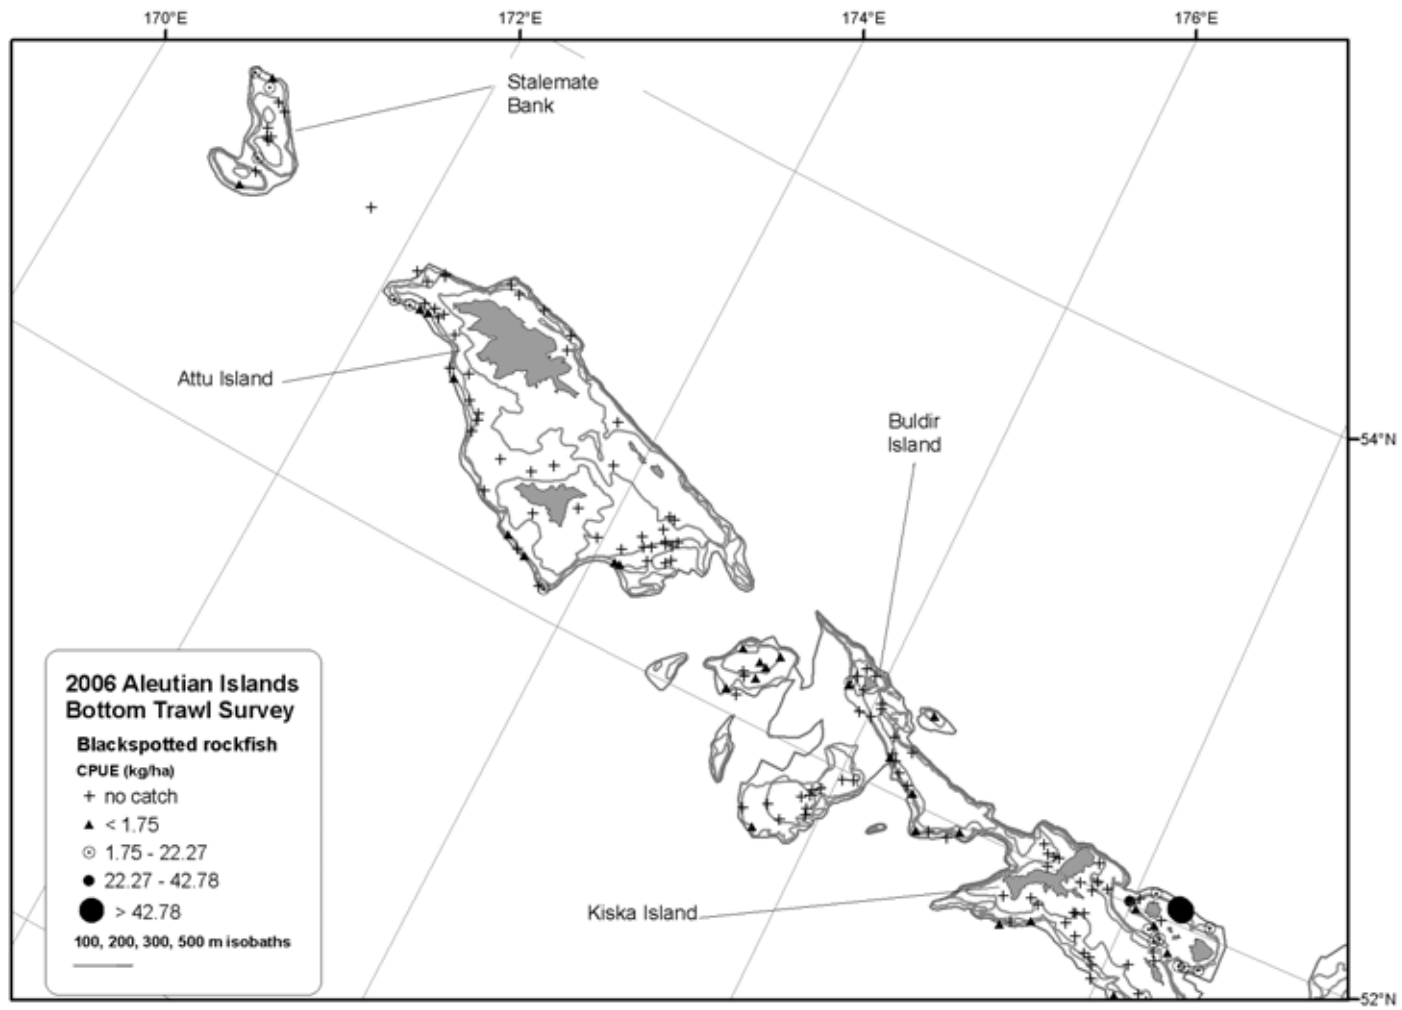 170°E
172°E
174°E
176°E
Stalemate
Bank
Attu Island
Buldir
Island
54°N
2006 Aleutian Islands
Bottom Trawl Survey
Blackspotted rockfish
CPUE (kg/ha)
no catch
< 1.75
1.75 - 22.27
22.27 - 42.78
> 42.78
100, 200, 300, 500 m isobaths
Kiska Island
52°N